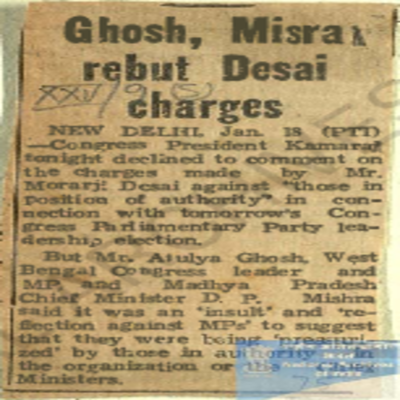 Ghosh, Misra
rebut Desai
charges
NEW DELHI, Jan. 18 (PTI)
—Congress President Kamaraj
tonight declined to comment on
the charges made by Mr.
Morarji Desai against "those in
position of authority" in con-
nection with tomorrow's Con-
gress Parliamentary Party lea-
dership election.
But Mr. Atulya Ghosh, West
Bengal Congress leader and
MP, and Madhya Pradesh
Chief Minister D. P. Mishra
said it was an 'insult' and 're-
flection against MPs' to suggest
that they were being 'pressuri-
zed' by those in authority in
the organization or the
Ministers.